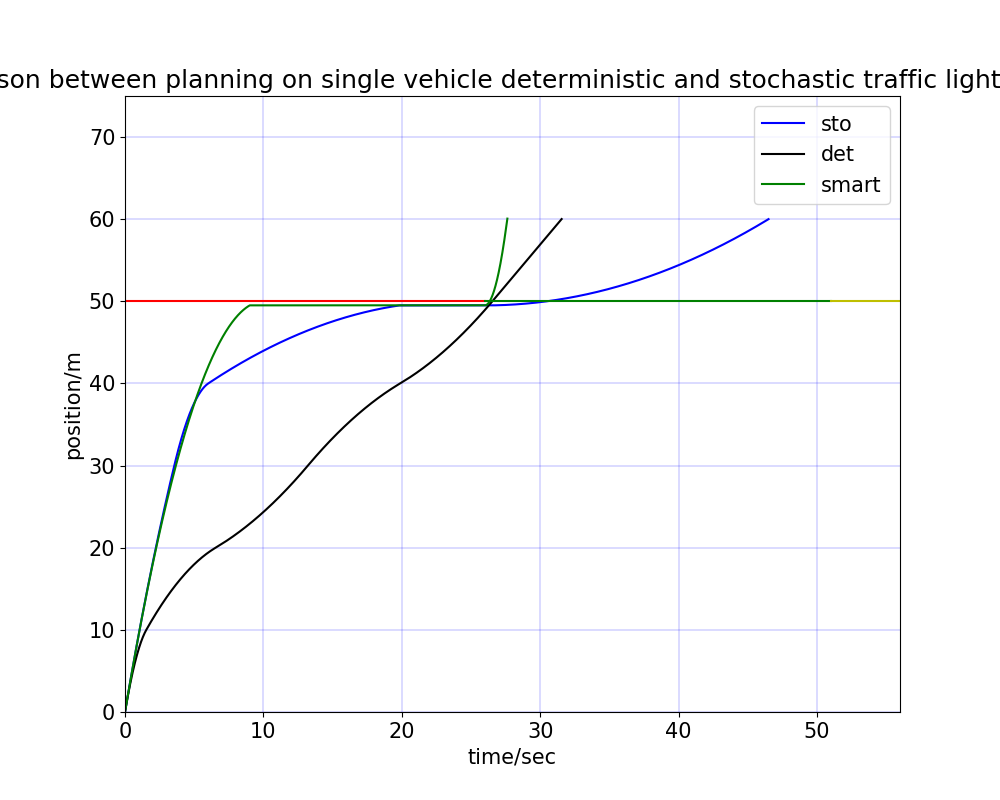 son between planning on single vehicle deterministic and stochastic traffic light
70
60
50
40
30
20
10
0
position/m
sto
det
smart
0 10 20 30 40 50
time/sec